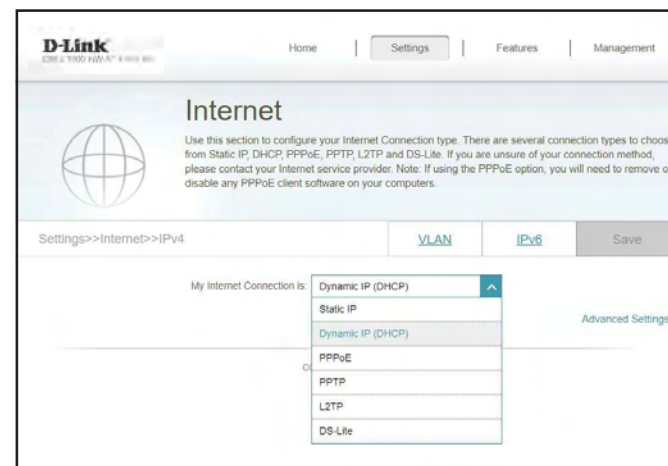 D-Link
Home | Settings | Features | Management
Internet
Use this section to configure your Internet Connection type. There are several connection types to choos
from Static IP, DHCP, PPPoE, PPTP, L2TP and DS-Lite. If you are unsure of your connection method,
please contact your Internet service provider. Note: If using the PPPoE option, you will need to remove o
disable any PPPoE client software on your computers.
Settings>>Internet>>IPv4 VLAN IPv6 Save
My Internet Connection is: Dynamic IP (DHCP)
Static IP
Advanced Settings
Dynamic IP (DHCP)
PPPoE
PPTP
L2TP
DS-Lite